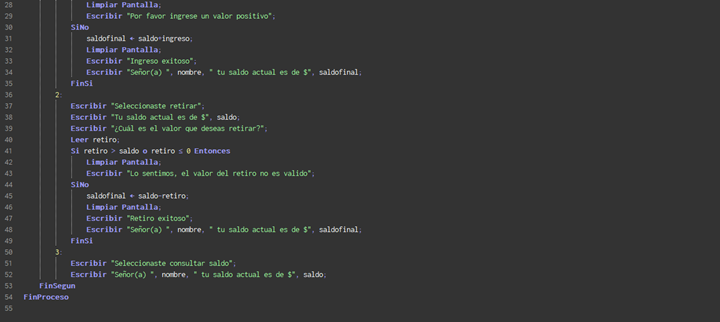 28 Limpiar Pantalla;
29 Escribir "Por favor ingrese un valor positivo";
30 SiNo
31 saldofinal ← saldo+ingreso;
32 Limpiar Pantalla;
33 Escribir "Ingreso exitoso";
34 Escribir "Señor(a) ", nombre, " tu saldo actual es de $", saldofinal;
35 FinSi
36 2:
37 Escribir "Seleccionaste retirar";
38 Escribir "Tu saldo actual es de $", saldo;
39 Escribir "¿Cuál es el valor que deseas retirar?";
40 Leer retiro;
41 Si retiro > saldo o retiro ≤ 0 Entonces
42 Limpiar Pantalla;
43 Escribir "Lo sentimos, el valor del retiro no es valido";
44 SiNo
45 saldofinal ← saldo-retiro;
46 Limpiar Pantalla;
47 Escribir "Retiro exitoso";
48 Escribir "Señor(a) ", nombre, " tu saldo actual es de $", saldofinal;
49 FinSi
50 3:
51 Escribir "Seleccionaste consultar saldo";
52 Escribir "Señor(a) ", nombre, " tu saldo actual es de $", saldo;
53 FinSegun
54 FinProceso
55